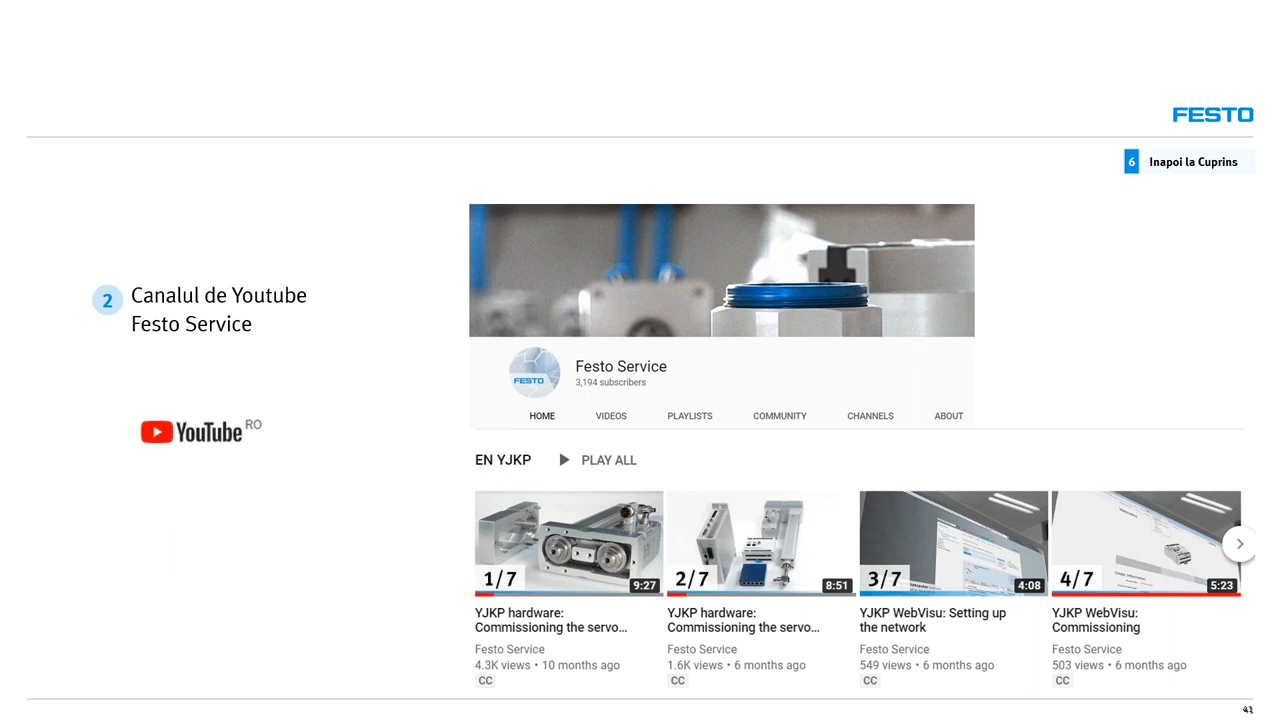 FESTO
6 Inapoi la Cuprins
2 Canalul de Youtube
Festo Service
YouTube RO
FESTO
Festo Service
3,194 subscribers
HOME VIDEOS PLAYLISTS COMMUNITY CHANNELS ABOUT
EN YJKP PLAY ALL
1/7 9:27
2/7 8:51
3/7 4:08
4/7 5:23
YJKP hardware:
Commissioning the servo...
Festo Service
4.3K views • 10 months ago
CC
YJKP hardware:
Commissioning the servo...
Festo Service
1.6K views • 6 months ago
CC
YJKP WebVisu: Setting up
the network
Festo Service
549 views • 6 months ago
CC
YJKP WebVisu:
Commissioning
Festo Service
503 views • 6 months ago
CC